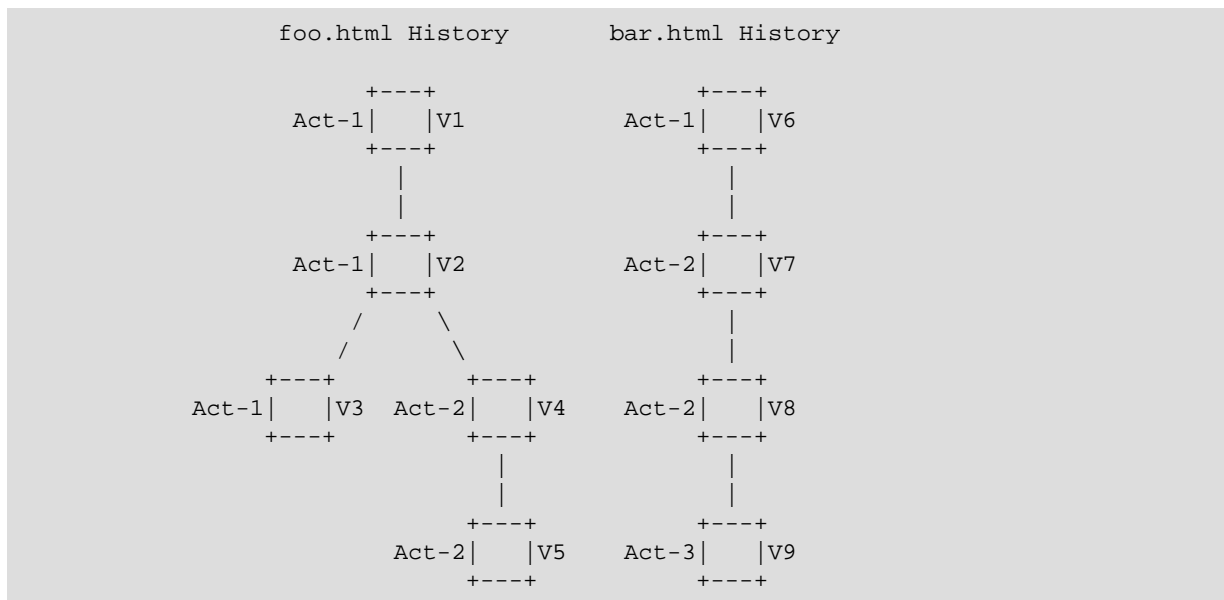 foo.html History bar.html History
+---+ +---+
Act-1| |V1 Act-1| |V6
+---+ +---+
| |
| |
+---+ +---+
Act-1| |V2 Act-2| |V7
+---+ +---+
/ \ |
/ \ |
+---+ +---+ +---+
Act-1| |V3 Act-2| |V4 Act-2| |V8
+---+ +---+ +---+
| |
| |
+---+ +---+
Act-2| |V5 Act-3| |V9
+---+ +---+